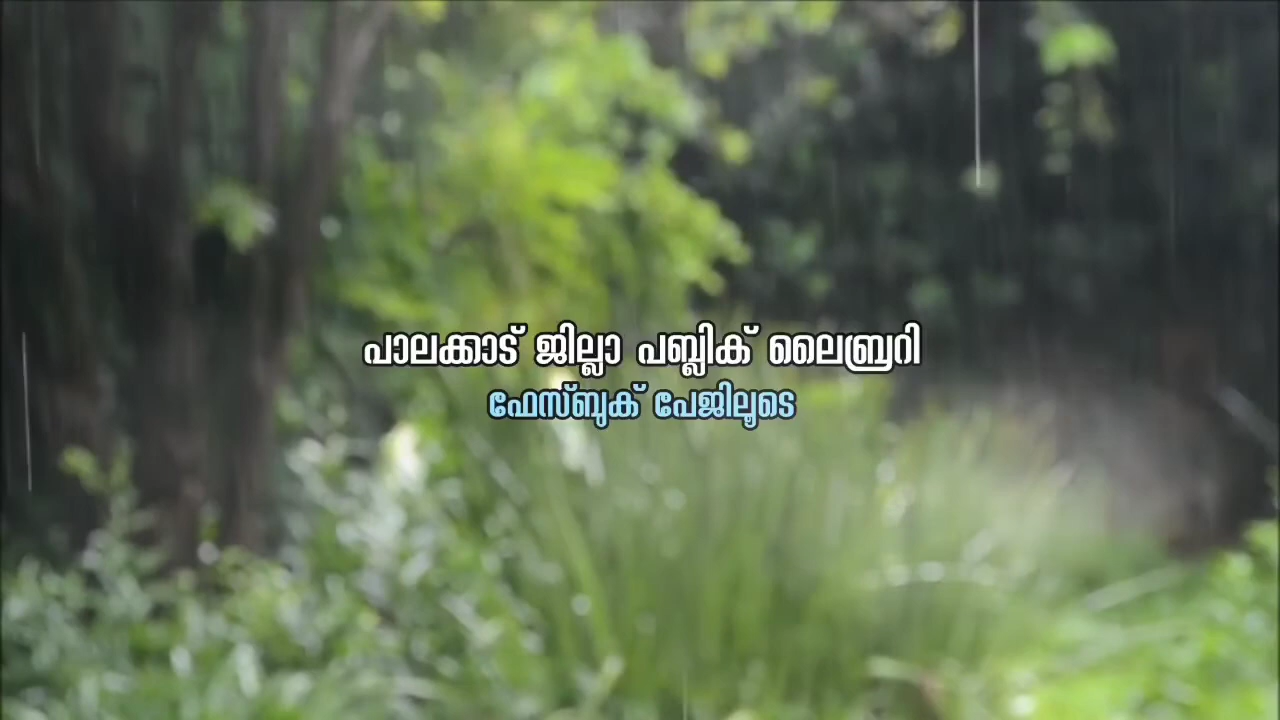 പാലക്കാട് ജില്ലാ പബ്ലിക് ലൈബ്രറി
ഫേസ്ബുക് പേജിലൂടെ